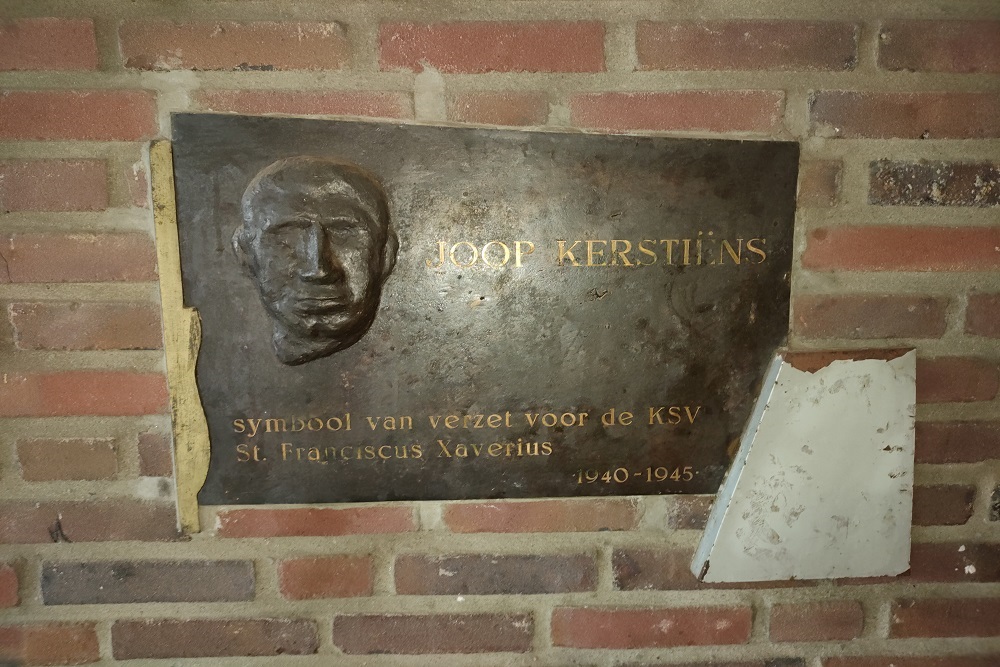 JOOP KERSTIËNS
symbool van verzet voor de KSV
St. Franciscus Xaverius
·1940-1945·